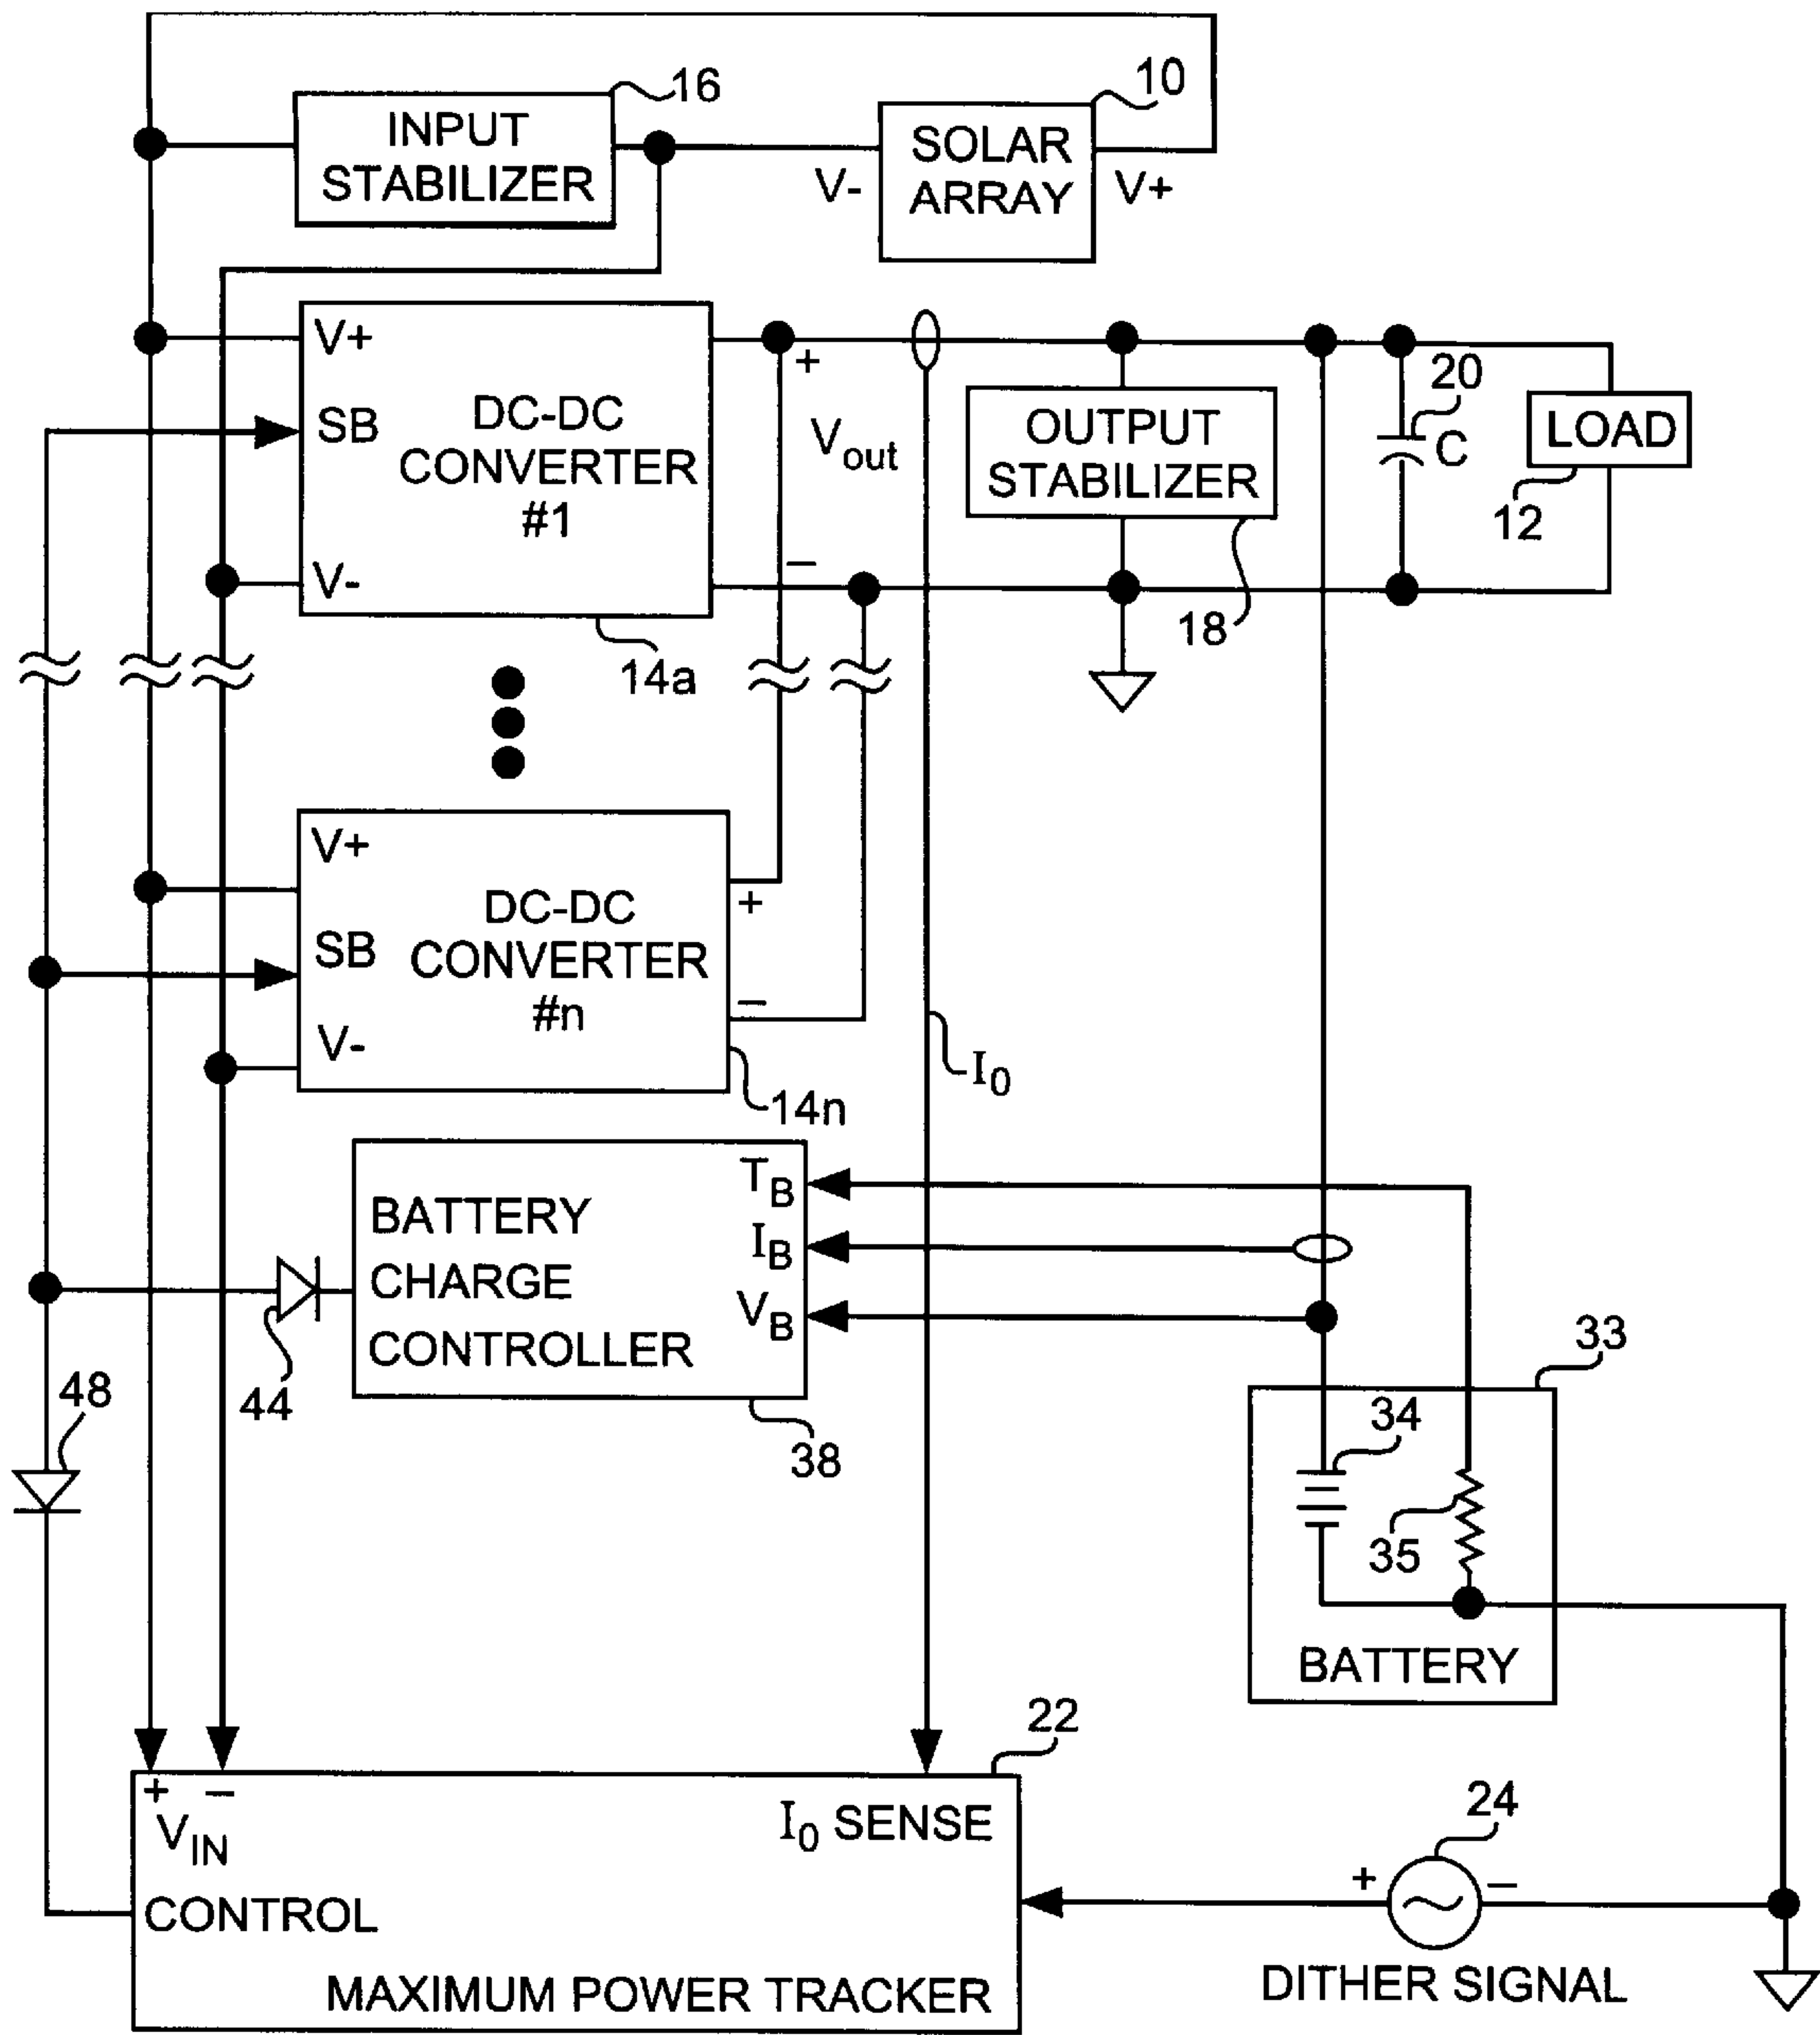 16
10
INPUT
STABILIZER
SOLAR
ARRAY
V-
V+
V+
SB
V-
DC-DC
CONVERTER
#1
+
Vout
–
14a
OUTPUT
STABILIZER
18
20
C
LOAD
12
V+
SB
V-
DC-DC
CONVERTER
#n
+
–
14n
I0
BATTERY
CHARGE
CONTROLLER
TB
IB
VB
38
44
48
33
34
35
BATTERY
22
+ –
VIN
I0 SENSE
CONTROL
MAXIMUM POWER TRACKER
24
+ –
DITHER SIGNAL